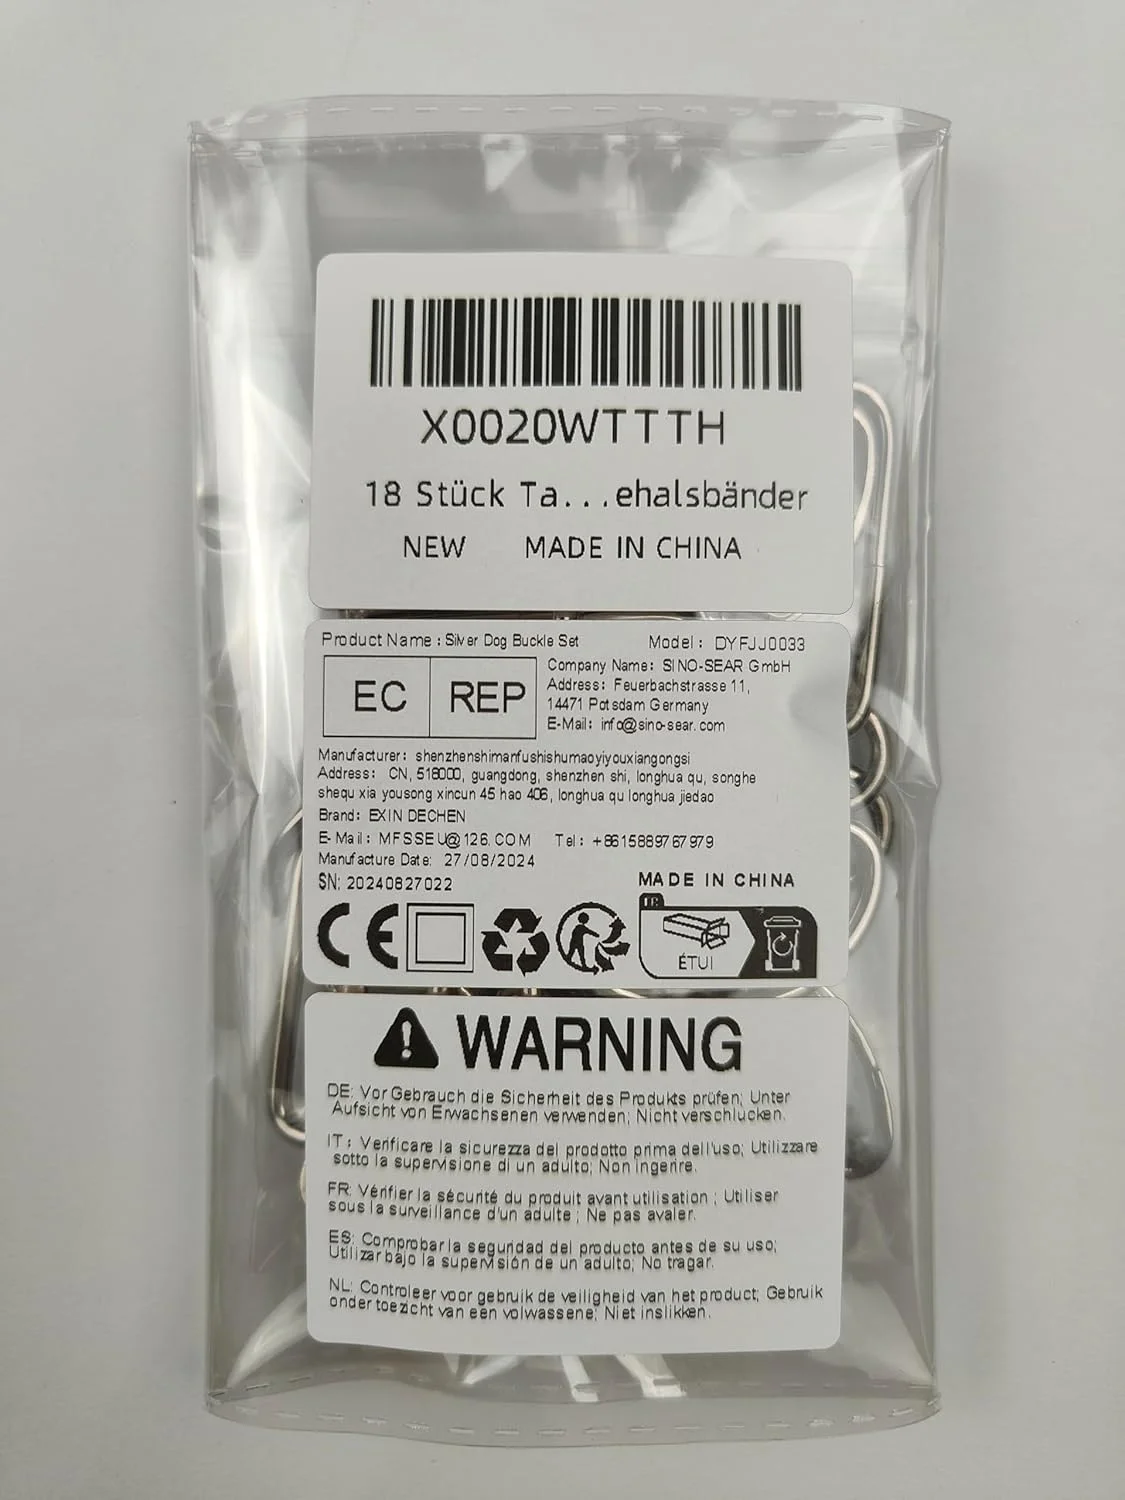 X0020WTTTH
18 Stück Ta...ehalsbänder
NEW MADE IN CHINA
Product Name : Silver Dog Buckle Set Model : DYFJJ0033
EC REP
Company Name: SINO-SEAR GmbH
Address: Feuerbachstrasse 11,
14471 Potsdam Germany
E-Mail: info@sino-sear.com
Manufacturer: shenzhenshimanfushishumaoyiyouxiangongsi
Address: CN, 518000, guangdong, shenzhen shi, longhua qu, songhe
shequ xia yousong xincun 45 hao 406, longhua qu longhua jiedao
Brand: EXIN DECHEN
E-Mail: MFSSEU@126.COM Tel: +8615889767979
Manufacture Date: 27/08/2024
SN: 20240827022
MADE IN CHINA
CE
FR
ÉTUI
WARNING
DE: Vor Gebrauch die Sicherheit des Produkts prüfen; Unter
Aufsicht von Erwachsenen verwenden; Nicht verschlucken.
IT: Verificare la sicurezza del prodotto prima dell'uso; Utilizzare
sotto la supervisione di un adulto; Non ingerire.
FR: Vérifier la sécurité du produit avant utilisation ; Utiliser
sous la surveillance d'un adulte ; Ne pas avaler.
ES: Comprobar la seguridad del producto antes de su uso;
Utilizar bajo la supervisión de un adulto; No tragar.
NL: Controleer voor gebruik de veiligheid van het product; Gebruik
onder toezicht van een volwassene; Niet inslikken.